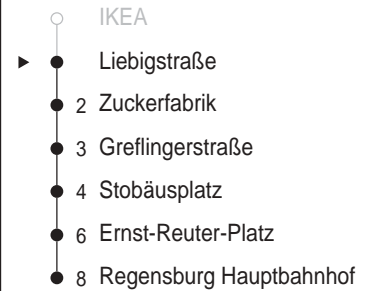 IKEA
Liebigstraße
2 Zuckerfabrik
3 Greflingerstraße
4 Stobäusplatz
6 Ernst-Reuter-Platz
8 Regensburg Hauptbahnhof